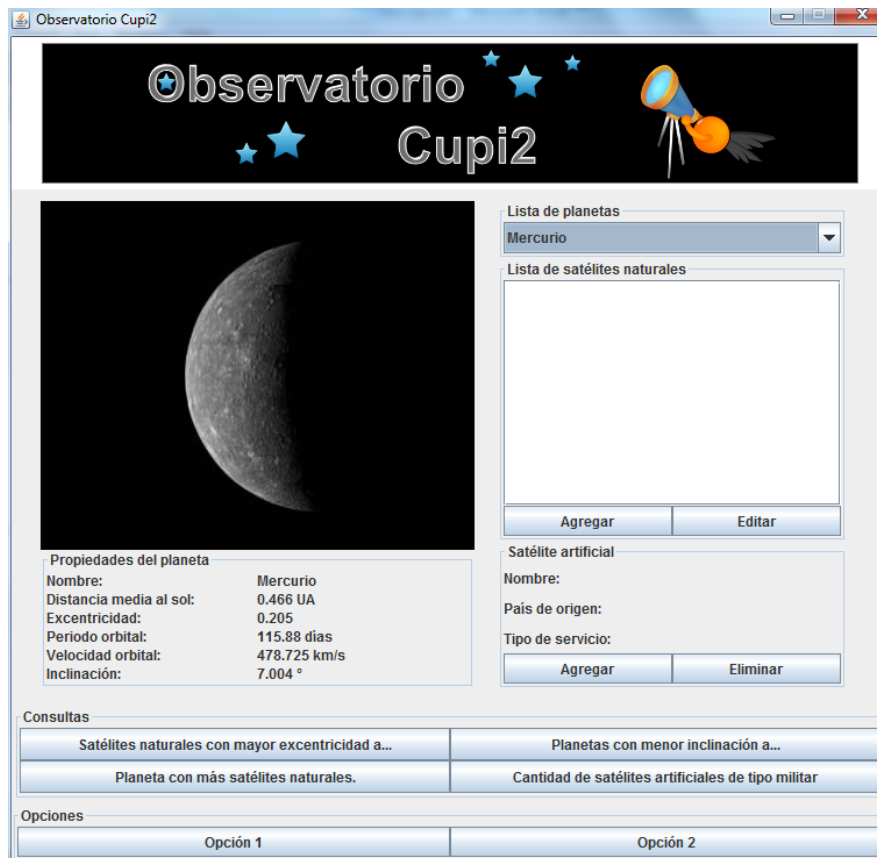 Observatorio Cupi2
Observatorio
Cupi2
Lista de planetas
Mercurio
Lista de satélites naturales
Agregar Editar
Propiedades del planeta
Nombre: Mercurio
Distancia media al sol: 0.466 UA
Excentricidad: 0.205
Periodo orbital: 115.88 días
Velocidad orbital: 478.725 km/s
Inclinación: 7.004 °
Satélite artificial
Nombre:
País de origen:
Tipo de servicio:
Agregar Eliminar
Consultas
Satélites naturales con mayor excentricidad a... Planetas con menor inclinación a...
Planeta con más satélites naturales. Cantidad de satélites artificiales de tipo militar
Opciones
Opción 1 Opción 2